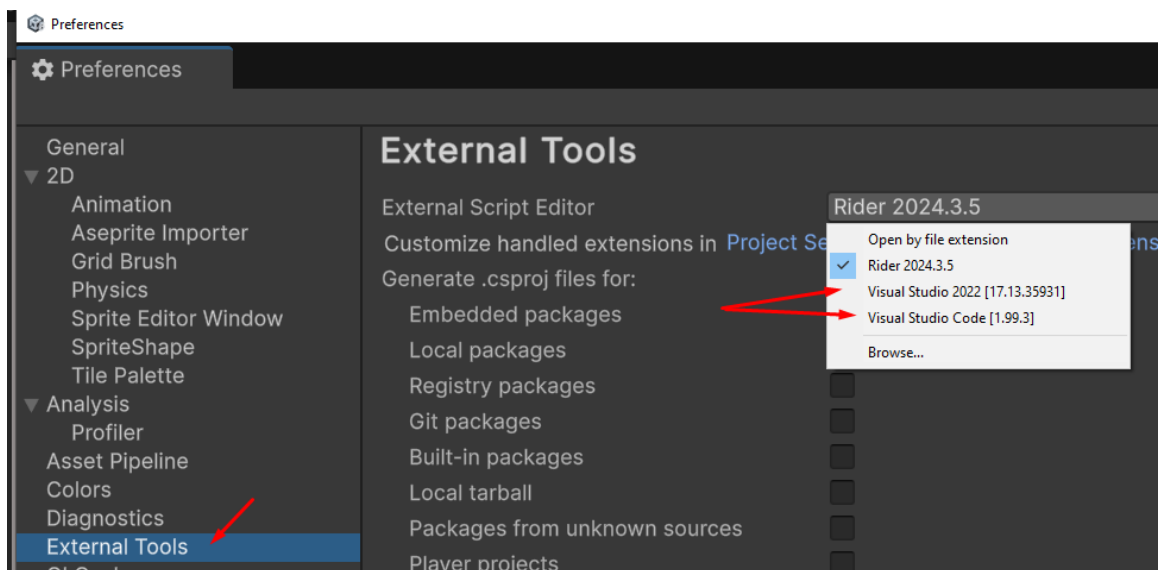 Preferences
Preferences
General
2D
Animation
Aseprite Importer
Grid Brush
Physics
Sprite Editor Window
SpriteShape
Tile Palette
Analysis
Profiler
Asset Pipeline
Colors
Diagnostics
External Tools
External Tools
External Script Editor
Rider 2024.3.5
Customize handled extensions in Project Se
ens
Generate .csproj files for:
Embedded packages
Local packages
Registry packages
Git packages
Built-in packages
Local tarball
Packages from unknown sources
Player projects
Open by file extension
Rider 2024.3.5
Visual Studio 2022 [17.13.35931]
Visual Studio Code [1.99.3]
Browse...